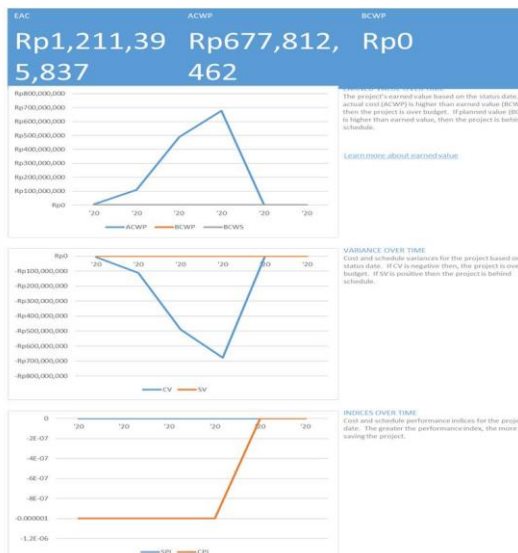 EAC
ACWP
BCWP
Rp1,211,39
5,837
Rp677,812,
462
Rp0
Rp800,000,000
Rp700,000,000
Rp600,000,000
Rp500,000,000
Rp400,000,000
Rp300,000,000
Rp200,000,000
Rp100,000,000
Rp0
'20 '20 '20 '20 '20 '20
ACWP BCWP BCWS
The project's earned value based on the status date.
actual cost (ACWP) is higher than earned value (BCW
then the project is over budget. If planned value (BC
is higher than earned value, then the project is behin
schedule.
Learn more about earned value
Rp0
'20 '20 '20 '20 '20 '20
-Rp100,000,000
-Rp200,000,000
-Rp300,000,000
-Rp400,000,000
-Rp500,000,000
-Rp600,000,000
-Rp700,000,000
-Rp800,000,000
CV SV
VARIANCE OVER TIME
Cost and schedule variances for the project based on
status date. If CV is negative then, the project is over
budget. If SV is positive then the project is behind
schedule.
0
'20 '20 '20 '20 '20 '20
-2E-07
-4E-07
-6E-07
-8E-07
-0.000001
-1.2E-06
SPI CPI
INDICES OVER TIME
Cost and schedule performance indices for the proje
date. The greater the performance index, the more
saving the project.